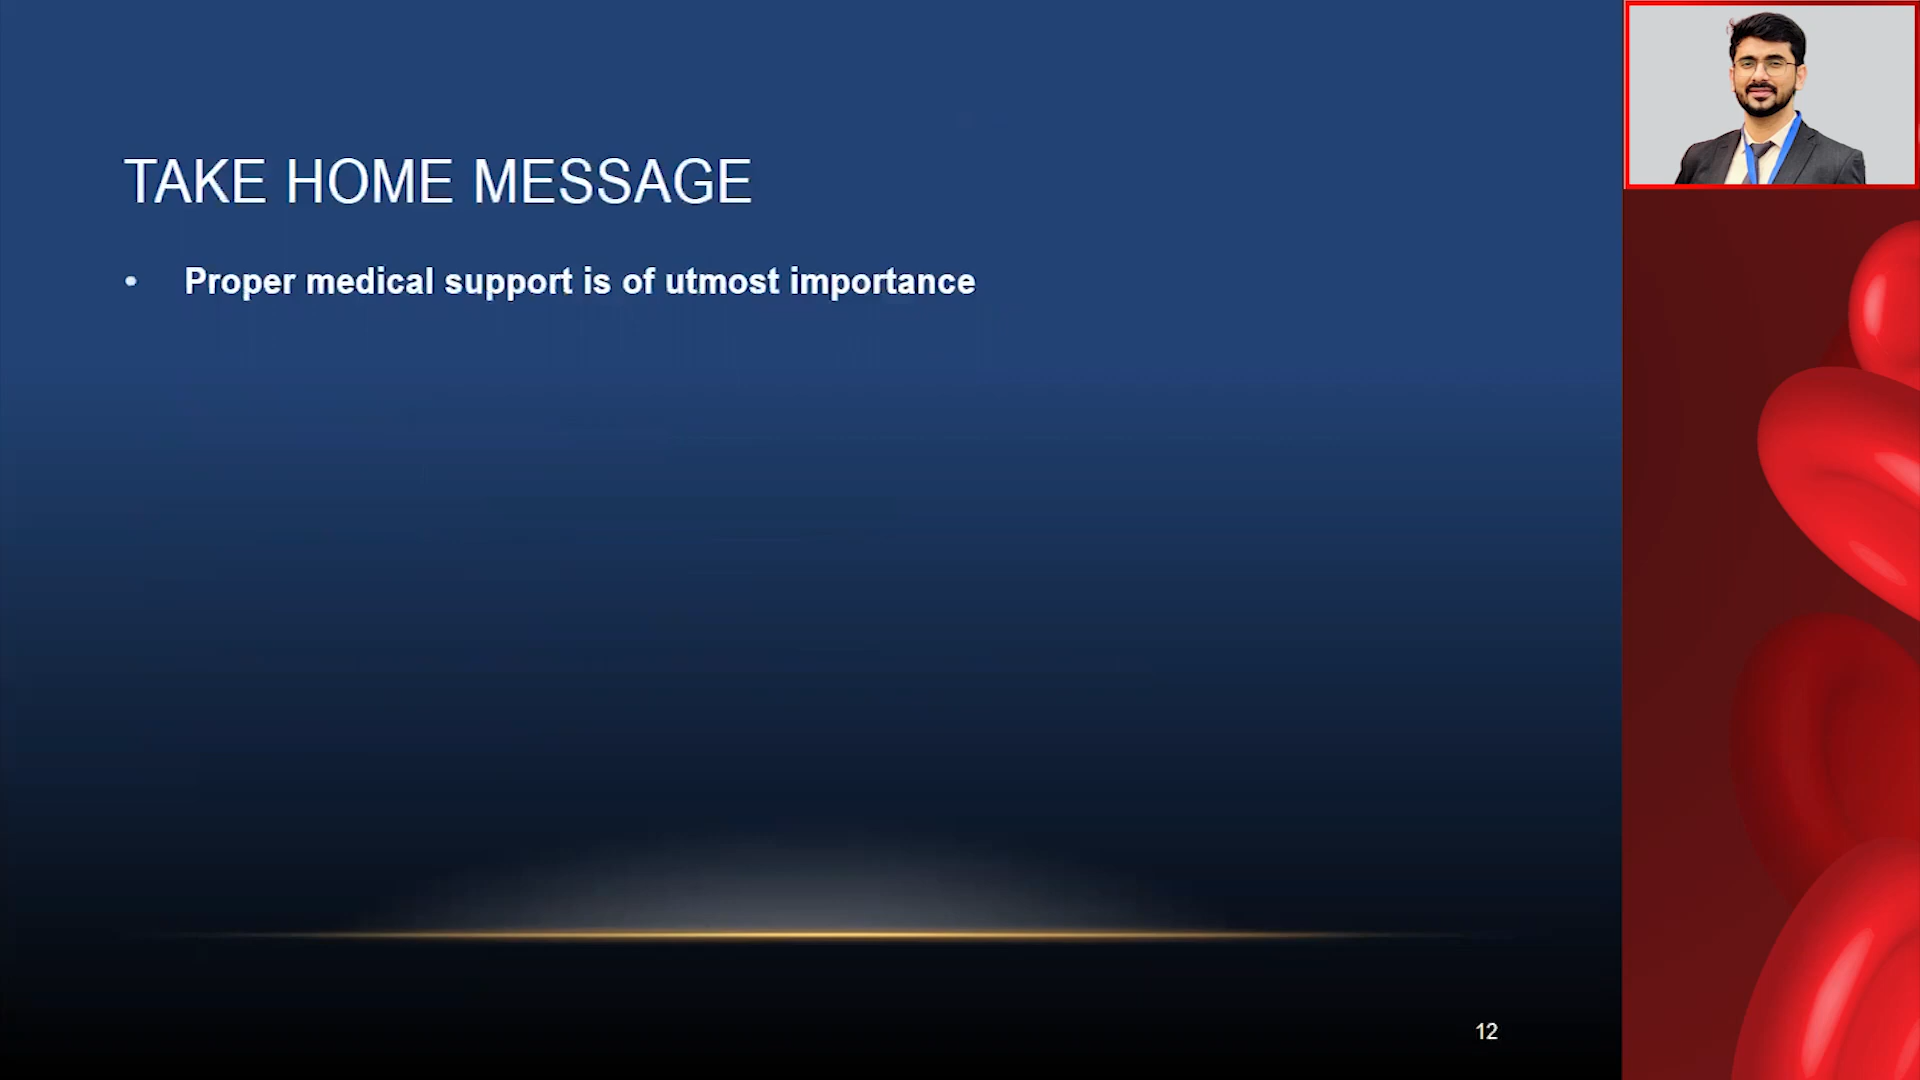 TAKE HOME MESSAGE
• Proper medical support is of utmost importance
12